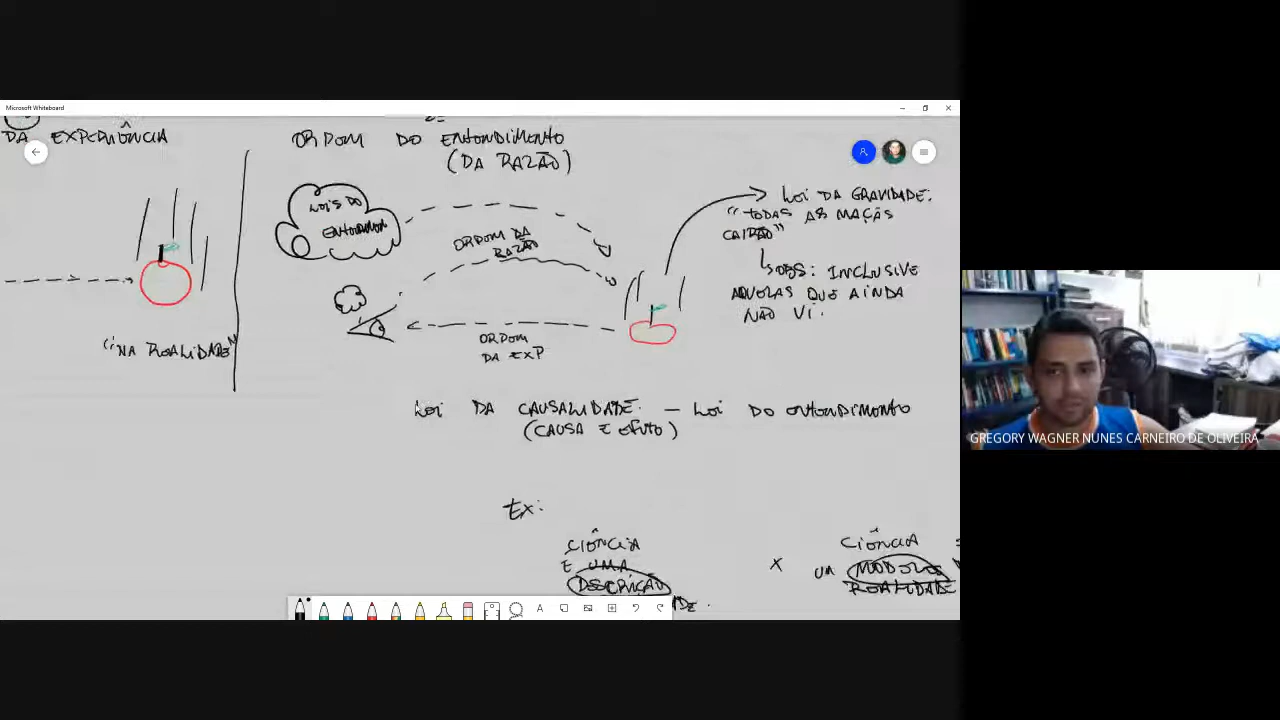 Microsoft Whiteboard
DA EXPERIÊNCIA
"NA REALIDADE"
ORDEM DO ENTENDIMENTO
(DA RAZÃO)
LEIS DO
ORDEM DA
RAZÃO
ORDEM
DA EXP
LEI DA GRAVIDADE.
"TODAS AS MAÇÃS
CAIRÃO"
OBS: INCLUSIVE
AQUELAS QUE AINDA
NÃO VI.
LEI DA CAUSALIDADE. — LEI DO ENTENDIMENTO
(CAUSA E EFEITO)
EX:
CIÊNCIA
É UMA
DESCRIÇÃO
X
CIÊNCIA
UM MODELO
REALIDADE
GREGORY WAGNER NUNES CARNEIRO DE OLIVEIRA